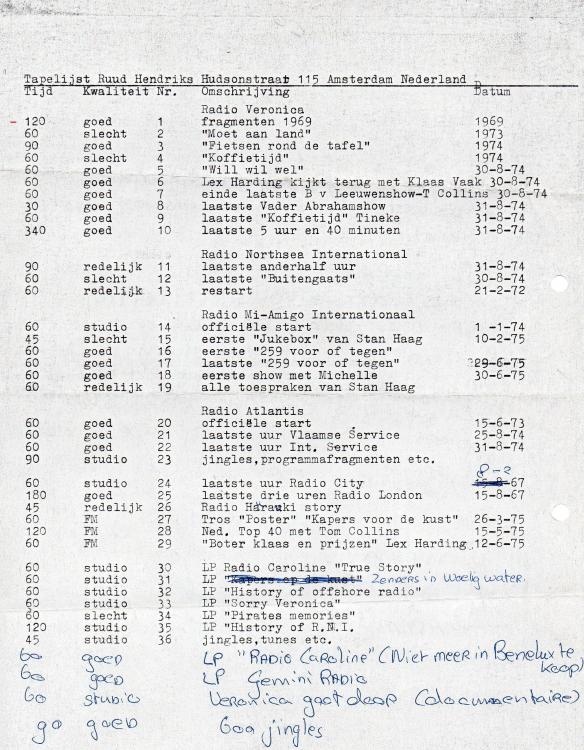 Tapelijst Ruud Hendriks Hudsonstraat 115 Amsterdam Nederland
Tijd Kwaliteit Nr. Omschrijving Datum
Radio Veronica
120 goed 1 fragmenten 1969 1969
60 slecht 2 "Moet aan land" 1973
90 goed 3 "Fietsen rond de tafel" 1974
60 slecht 4 "Koffietijd" 1974
60 goed 5 "Will wil wel" 30-8-74
60 goed 6 Lex Harding kijkt terug met Klaas Vaak 30-8-74
60 goed 7 einde laatste B v Leeuwenshow-T Collins 30-8-74
30 goed 8 laatste Vader Abrahamshow 31-8-74
60 goed 9 laatste "Koffietijd" Tineke 31-8-74
340 goed 10 laatste 5 uur en 40 minuten 31-8-74
Radio Northsea International
90 redelijk 11 laatste anderhalf uur 31-8-74
60 slecht 12 laatste "Buitengaats" 30-8-74
60 redelijk 13 restart 21-2-72
Radio Mi-Amigo Internationaal
60 studio 14 officiële start 1 -1-74
45 slecht 15 eerste "Jukebox" van Stan Haag 10-2-75
60 goed 16 eerste "259 voor of tegen"
60 goed 17 laatste "259 voor of tegen" 29-6-75
60 goed 18 eerste show met Michelle 30-6-75
60 redelijk 19 alle toespraken van Stan Haag
Radio Atlantis
60 goed 20 officiële start 15-6-73
60 goed 21 laatste uur Vlaamse Service 25-8-74
60 goed 22 laatste uur Int. Service 31-8-74
90 studio 23 jingles,programmafragmenten etc.
8-2
60 studio 24 laatste uur Radio City 15-8-67
180 goed 25 laatste drie uren Radio London 15-8-67
45 redelijk 26 Radio Hauraki story
60 FM 27 Tros "Poster" "Kapers voor de kust" 26-3-75
120 FM 28 Ned. Top 40 met Tom Collins 15-5-75
60 FM 29 "Boter klaas en prijzen" Lex Harding 12-6-75
60 studio 30 LP Radio Caroline "True Story"
60 studio 31 LP "Kapers op de kust" Zenders in Woelig water.
60 studio 32 LP "History of offshore radio"
60 studio 33 LP "Sorry Veronica"
60 slecht 34 LP "Pirates memories"
120 studio 35 LP "History of R.N.I.
45 studio 36 jingles,tunes etc.
60 goed LP "Radio Caroline" (Niet meer in Benelux te koop)
60 goed LP Gemini Radio
60 studio Veronica gaat door (documentaire)
90 goed 600 jingles